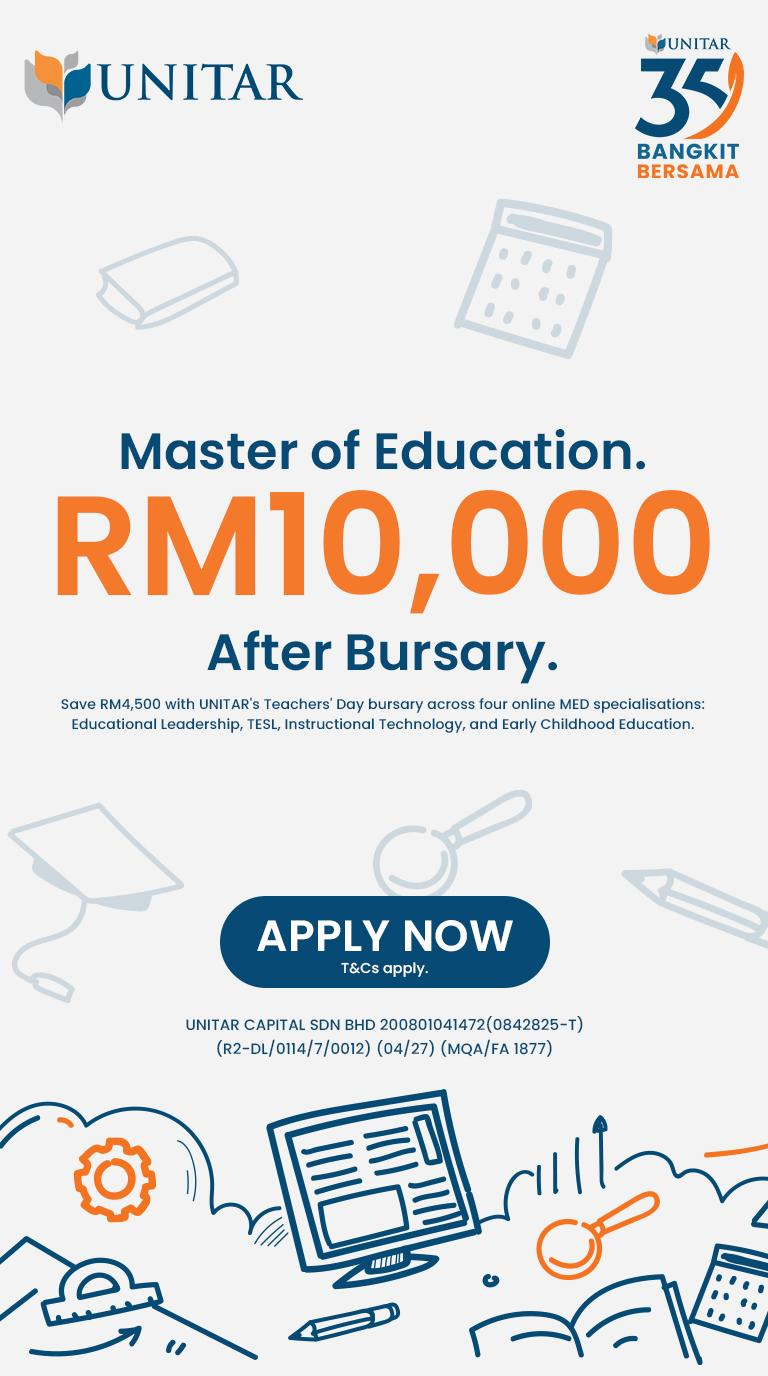 UNITAR
UNITAR
35
BANGKIT
BERSAMA
Master of Education.
RM10,000
After Bursary.
Save RM4,500 with UNITAR's Teachers' Day bursary across four online MED specialisations:
Educational Leadership, TESL, Instructional Technology, and Early Childhood Education.
APPLY NOW
T&Cs apply.
UNITAR CAPITAL SDN BHD 200801041472(0842825-T)
(R2-DL/0114/7/0012) (04/27) (MQA/FA 1877)